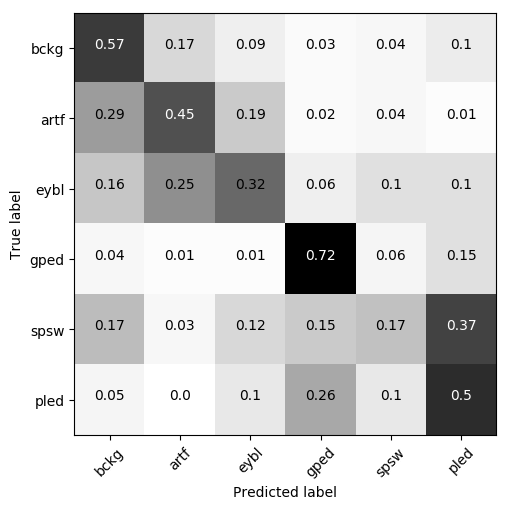 bckg 0.57 0.17 0.09 0.03 0.04 0.1
artf 0.29 0.45 0.19 0.02 0.04 0.01
eybl 0.16 0.25 0.32 0.06 0.1 0.1
gped 0.04 0.01 0.01 0.72 0.06 0.15
spsw 0.17 0.03 0.12 0.15 0.17 0.37
pled 0.05 0.0 0.1 0.26 0.1 0.5
True label
bckg artf eybl gped spsw pled
Predicted label